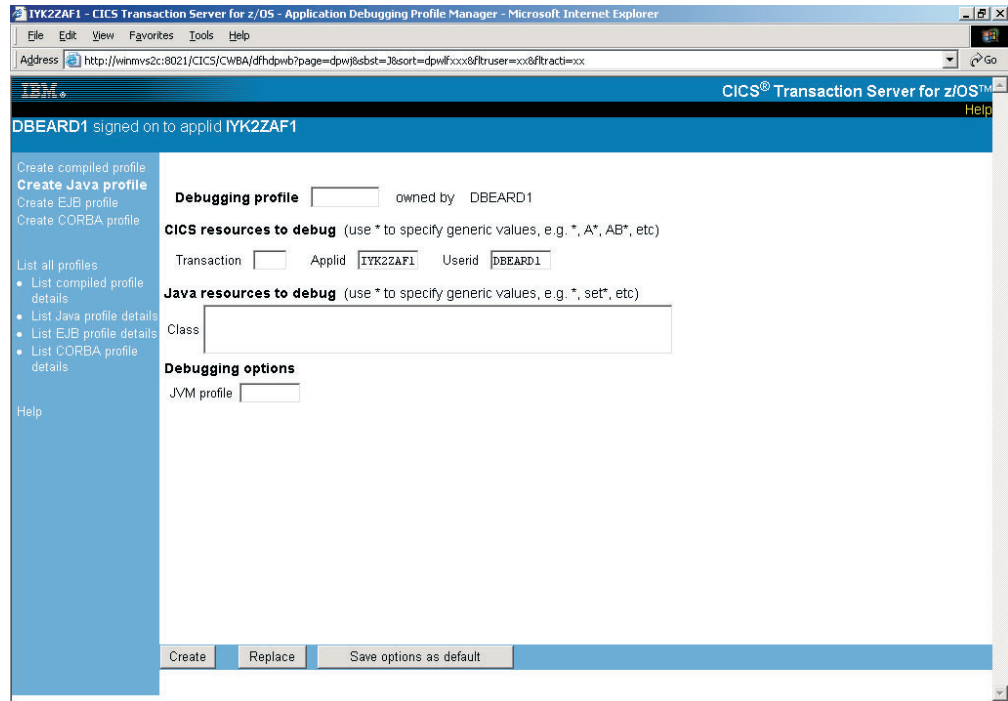 IYK2ZAF1 - CICS Transaction Server for z/OS - Application Debugging Profile Manager - Microsoft Internet Explorer
File Edit View Favorites Tools Help
Address http://winmvs2c:8021/CICS/CWBA/dfhdpwb?page=dpwj&sbst=J&sort=dpwlfxxx&fltruser=xx&fltracti=xx Go
IBM® CICS® Transaction Server for z/OS™
Help
DBEARD1 signed on to applid IYK2ZAF1
Create compiled profile
Create Java profile
Create EJB profile
Create CORBA profile
List all profiles
• List compiled profile
details
• List Java profile details
• List EJB profile details
• List CORBA profile
details
Help
Debugging profile owned by DBEARD1
CICS resources to debug (use * to specify generic values, e.g. *, A*, AB*, etc)
Transaction Applid IYK2ZAF1 Userid DBEARD1
Java resources to debug (use * to specify generic values, e.g. *, set*, etc)
Class
Debugging options
JVM profile
Create Replace Save options as default